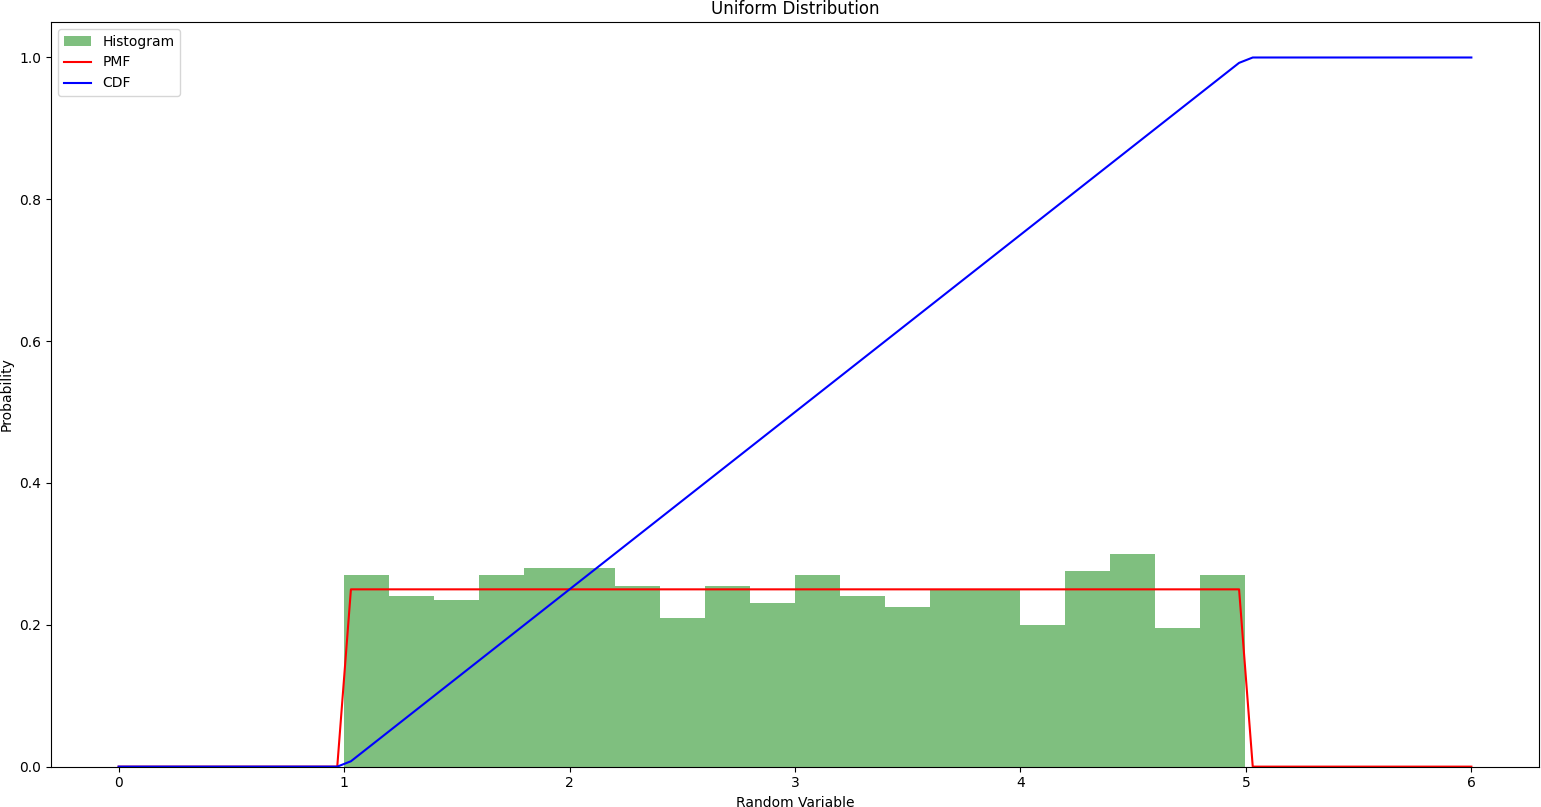 Uniform Distribution
Histogram
PMF
CDF
1.0
0.8
0.6
0.4
0.2
0.0
Probability
0 1 2 3 4 5 6
Random Variable